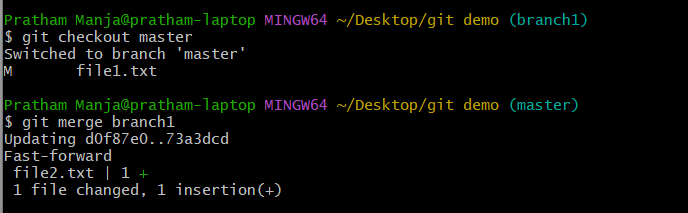 Pratham Manja@pratham-laptop MINGW64 ~/Desktop/git demo (branch1)
$ git checkout master
Switched to branch 'master'
M       file1.txt
Pratham Manja@pratham-laptop MINGW64 ~/Desktop/git demo (master)
$ git merge branch1
Updating d0f87e0..73a3dcd
Fast-forward
 file2.txt | 1 +
 1 file changed, 1 insertion(+)